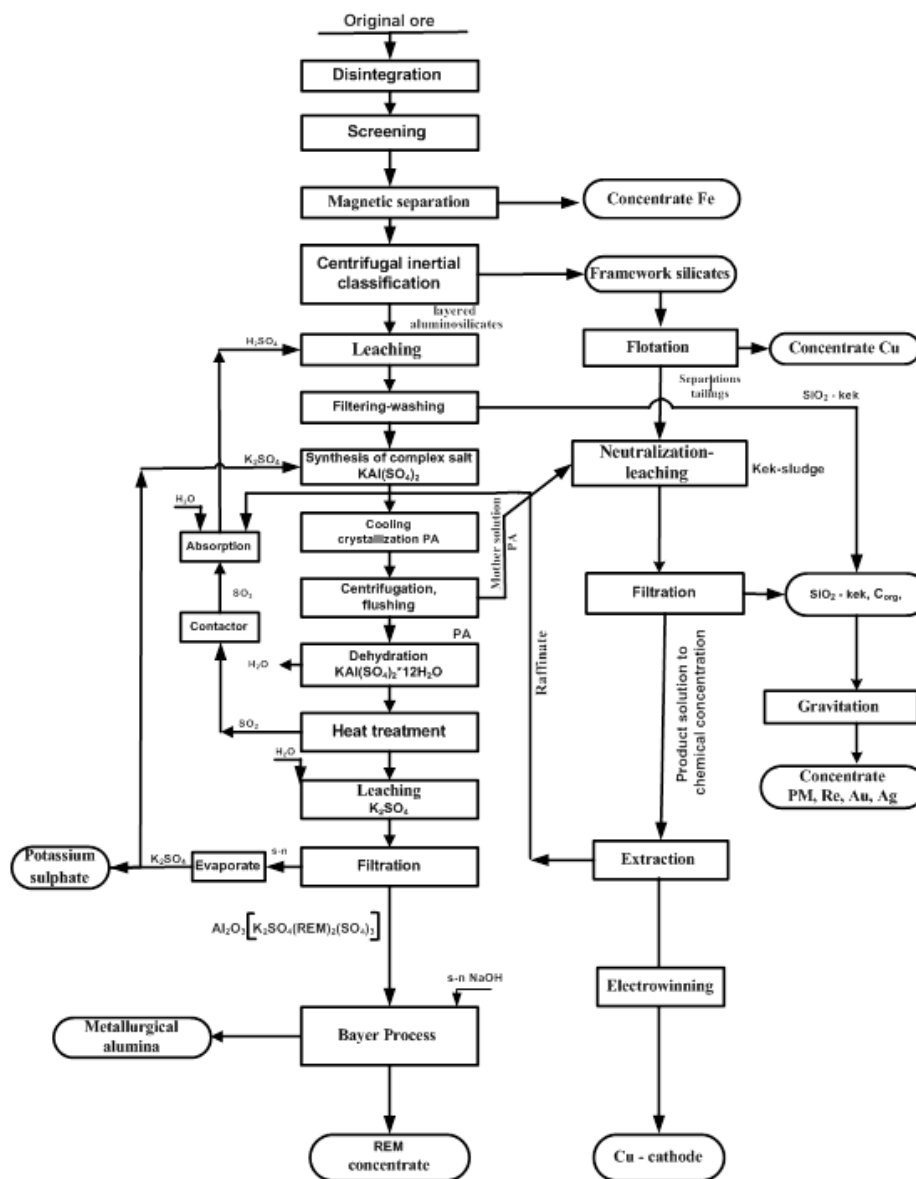 Original ore
Disintegration
Screening
Magnetic separation
Concentrate Fe
Centrifugal inertial
classification
Framework silicates
layered
aluminosilicates
H₂SO₄
Leaching
Flotation
Concentrate Cu
Filtering-washing
Separations
tailings
SiO₂ - kek
K₂SO₄
Synthesis of complex salt
KAl(SO₄)₂
Neutralization-
leaching
Kek-sludge
H₂O
Absorption
Cooling
crystallization PA
Mother solution
PA
SO₃
Contactor
Centrifugation,
flushing
Filtration
SiO₂ - kek, Corg,
PA
H₂O
Dehydration
KAl(SO₄)₂*12H₂O
Raffinate
Product solution to
chemical concentration
SO₂
Heat treatment
Gravitation
H₂O
Leaching
K₂SO₄
Concentrate
PM, Re, Au, Ag
Potassium
sulphate
K₂SO₄
Evaporate
s-n
Filtration
Extraction
Al₂O₃[K₂SO₄(REM)₂(SO₄)₃]
s-n NaOH
Electrowinning
Metallurgical
alumina
Bayer Process
REM
concentrate
Cu - cathode